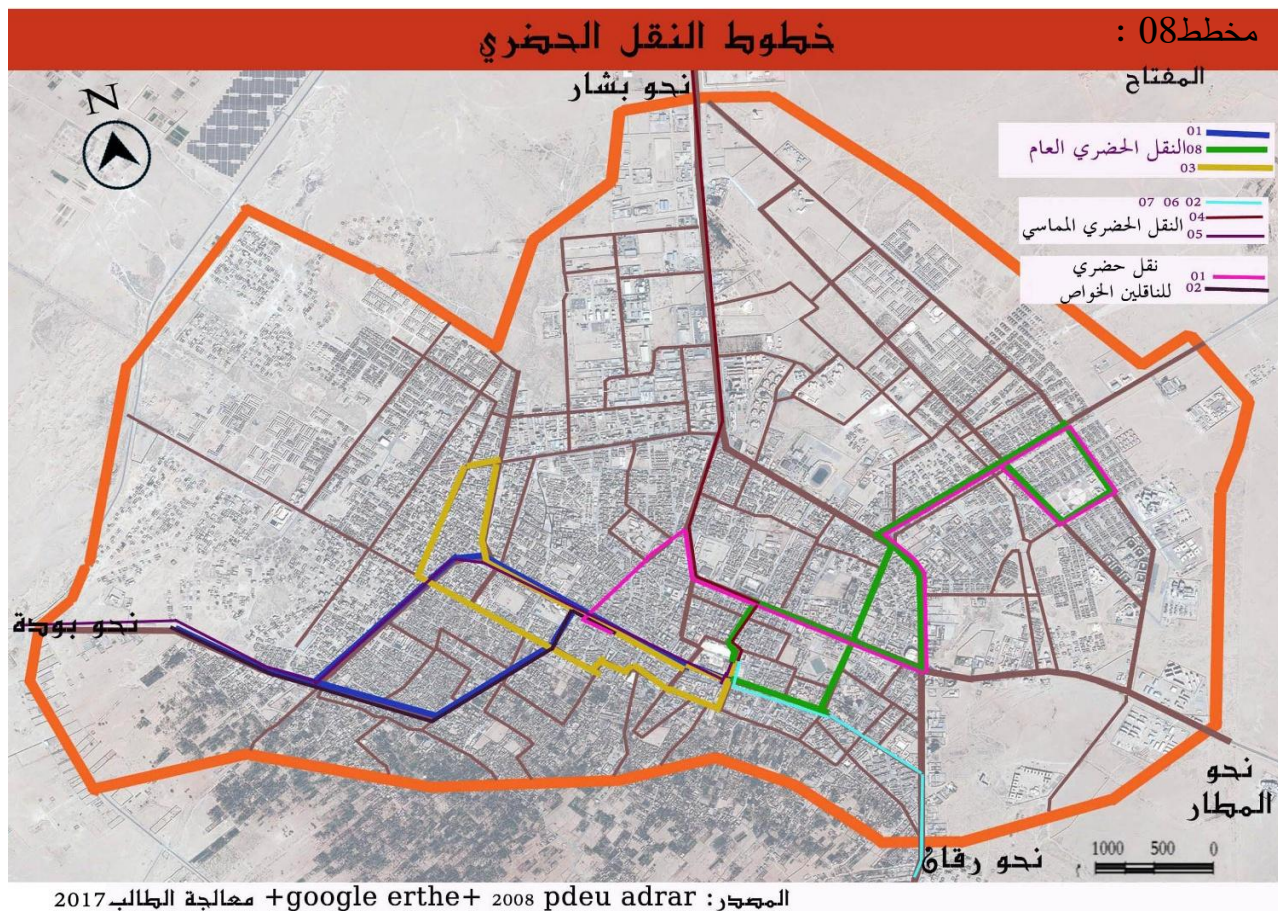 مخطط08 :
خطوط النقل الحضري
المفتاح
نحو بشار
N
01
النقل الحضري العام 08
03
07 06 02
النقل الحضري المماسي 04
05
نقل حضري 01
للناقلين الخواص 02
نحو بودة
نحو
المطار
نحو رقان
1000 500 0
م
المصدر: google erthe+ 2008 pdeu adrar+ معالجة الطالب2017